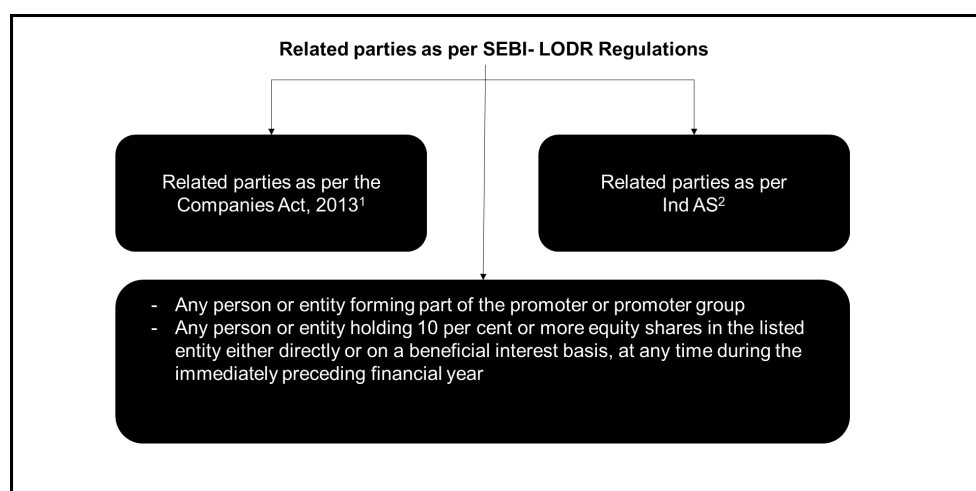 Related parties as per SEBI- LODR Regulations
Related parties as per the
Companies Act, 2013¹
Related parties as per
Ind AS²
- Any person or entity forming part of the promoter or promoter group
- Any person or entity holding 10 per cent or more equity shares in the listed
entity either directly or on a beneficial interest basis, at any time during the
immediately preceding financial year